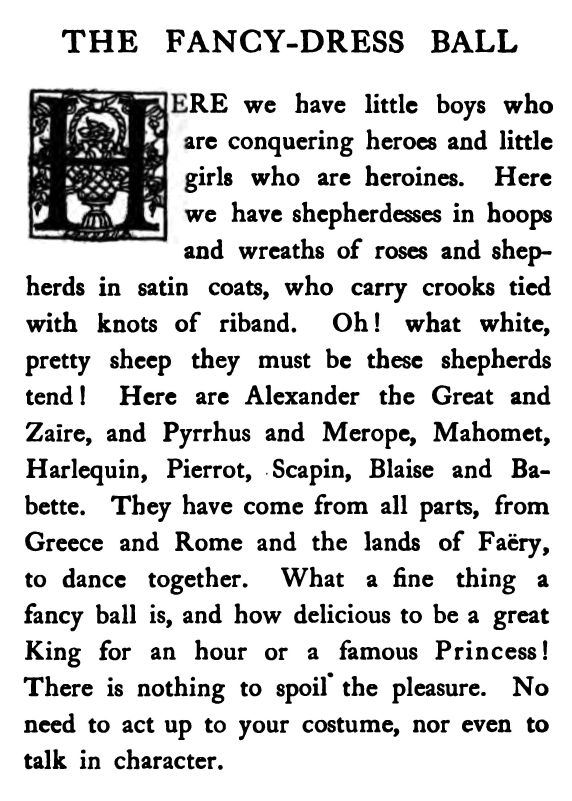 THE FANCY-DRESS BALL
HERE we have little boys who
are conquering heroes and little
girls who are heroines. Here
we have shepherdesses in hoops
and wreaths of roses and shep-
herds in satin coats, who carry crooks tied
with knots of riband. Oh! what white,
pretty sheep they must be these shepherds
tend! Here are Alexander the Great and
Zaire, and Pyrrhus and Merope, Mahomet,
Harlequin, Pierrot, Scapin, Blaise and Ba-
bette. They have come from all parts, from
Greece and Rome and the lands of Faëry,
to dance together. What a fine thing a
fancy ball is, and how delicious to be a great
King for an hour or a famous Princess!
There is nothing to spoil the pleasure. No
need to act up to your costume, nor even to
talk in character.